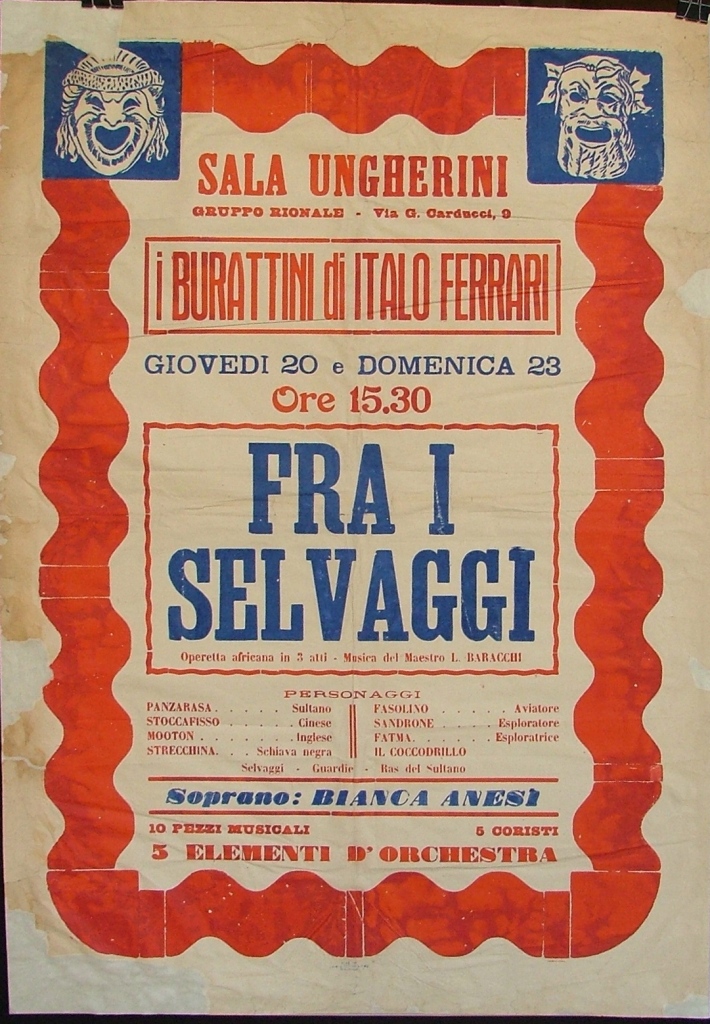 SALA UNGHERINI
GRUPPO RIONALE - Via G. Carducci, 9
i BURATTINI di ITALO FERRARI
GIOVEDI 20 e DOMENICA 23
Ore 15.30
FRA I
SELVAGGI
Operetta africana in 3 atti - Musica del Maestro L. BARACCHI
PERSONAGGI
PANZARASA . . . . . . Sultano
STOCCAFISSO . . . . . . Cinese
MOOTON . . . . . . . Inglese
STRECCHINA . . . Schiava negra
FASOLINO . . . . . . Aviatore
SANDRONE . . . . . Esploratore
FATMA . . . . . . Esploratrice
IL COCCODRILLO
Selvaggi - Guardie - Ras del Sultano
Soprano: BIANCA ANESI
10 PEZZI MUSICALI 5 CORISTI
5 ELEMENTI D'ORCHESTRA